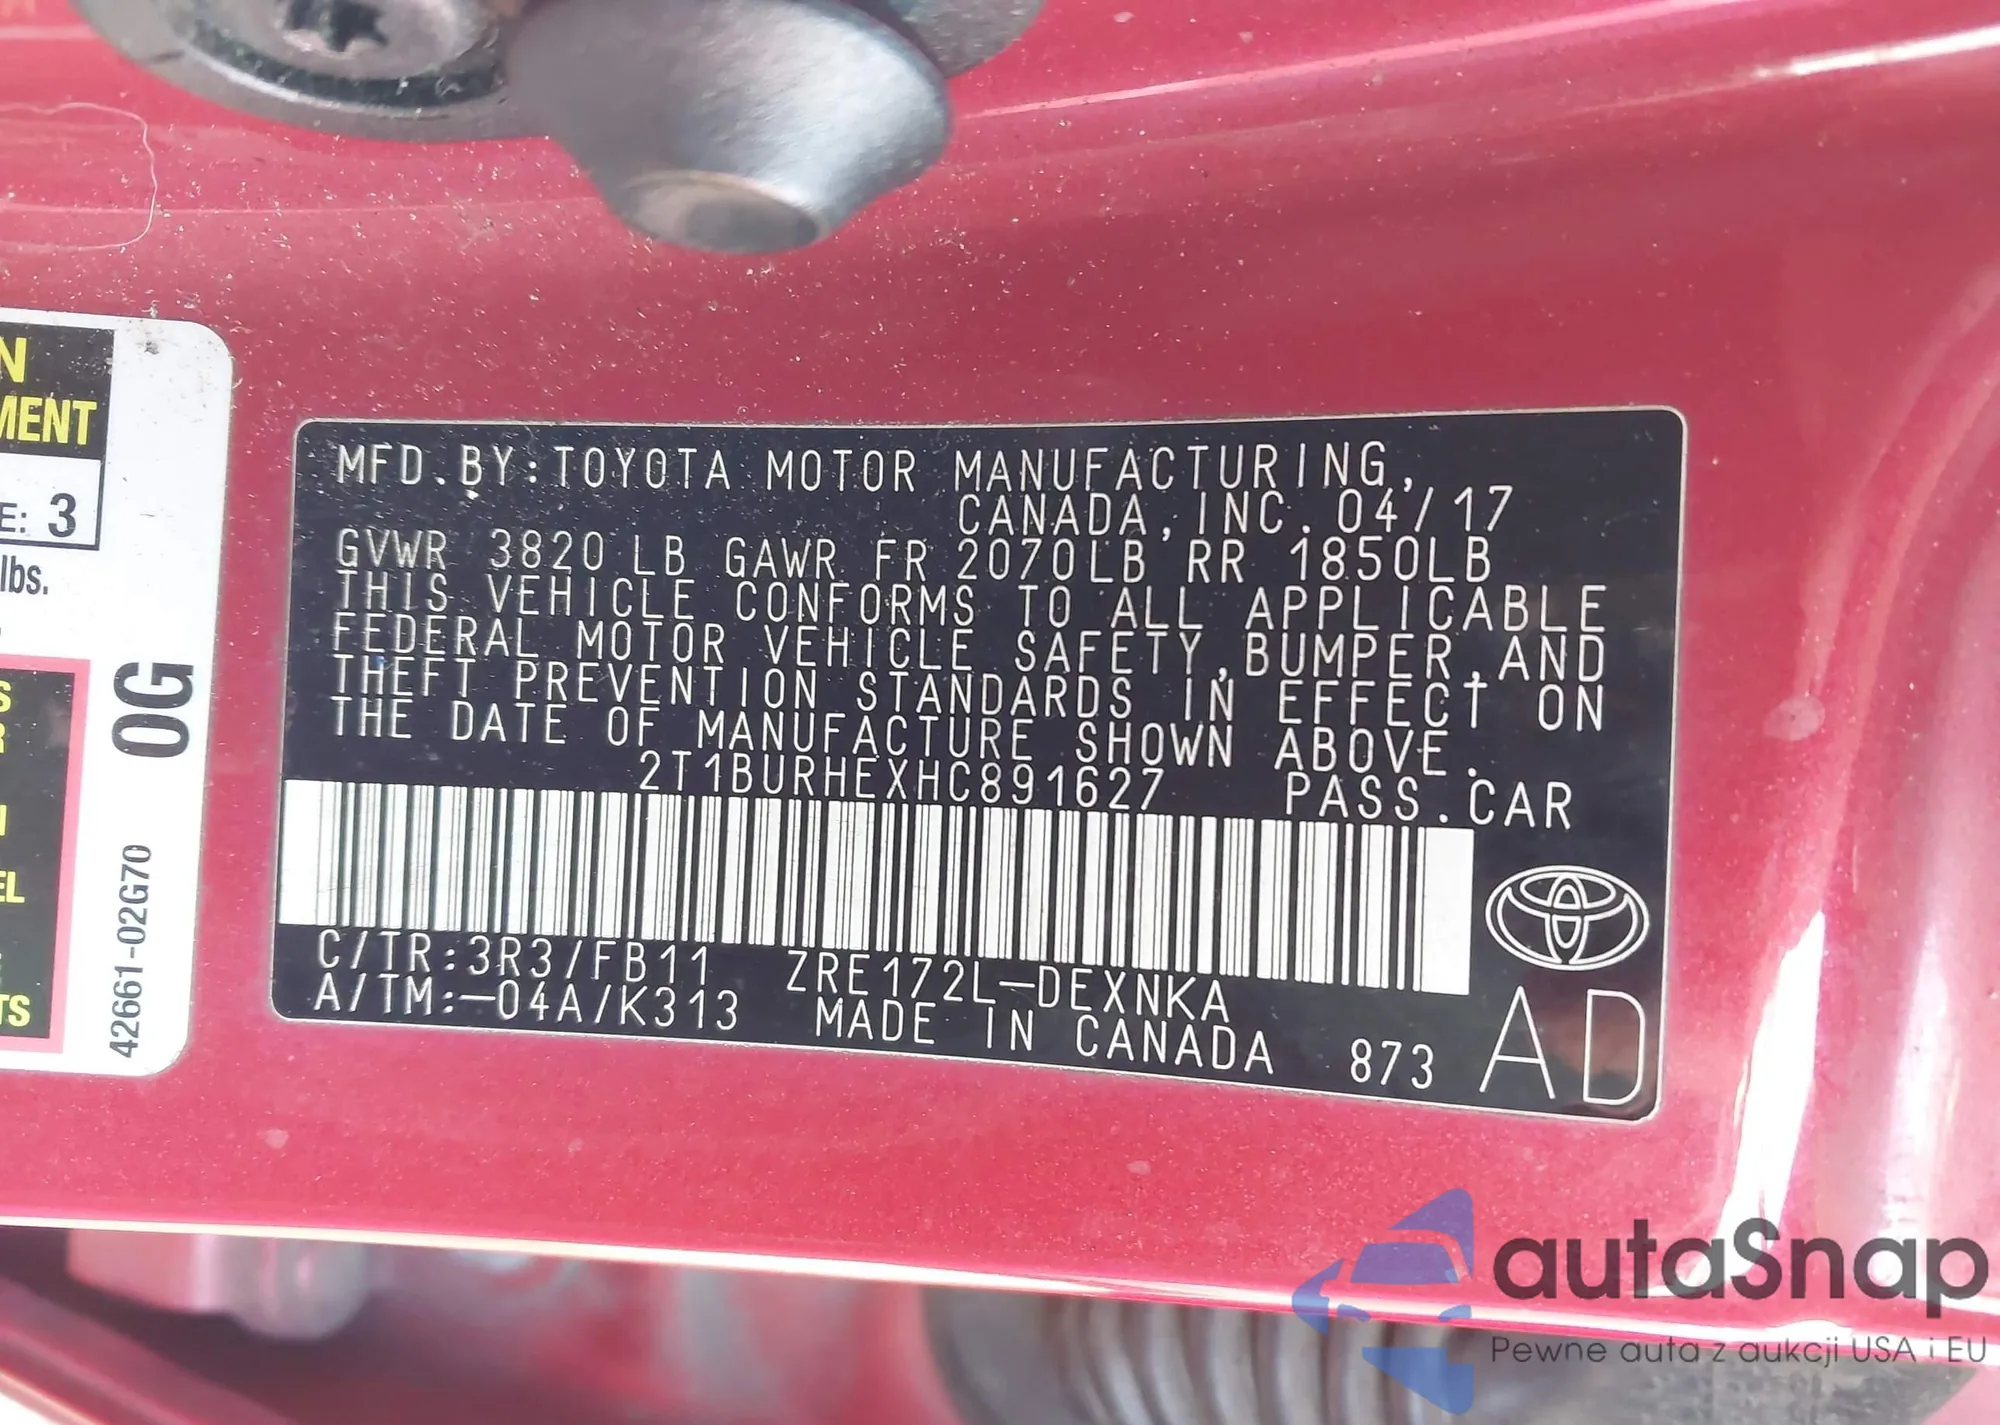 MFD.BY:TOYOTA MOTOR MANUFACTURING,
CANADA,INC. 04/17
GVWR 3820 LB GAWR FR 2070LB RR 1850LB
THIS VEHICLE CONFORMS TO ALL APPLICABLE
FEDERAL MOTOR VEHICLE SAFETY,BUMPER,AND
THEFT PREVENTION STANDARDS IN EFFECT ON
THE DATE OF MANUFACTURE SHOWN ABOVE.
2T1BURHEXHC891627 PASS.CAR
C/TR:3R3/FB11 ZRE172L-DEXNKA
A/TM:-04A/K313 MADE IN CANADA 873
AD
N
MENT
E: 3
lbs.
0G
42661-02G70
S
R
EL
TS
autoSnap
Pewne auta z aukcji USA i EU